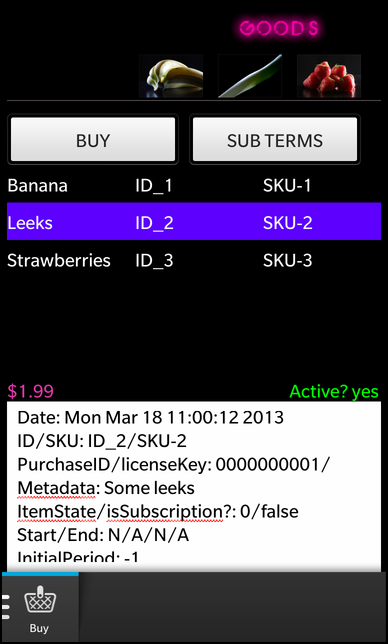 GOODS
BUY SUB TERMS
Banana ID_1 SKU-1
Leeks ID_2 SKU-2
Strawberries ID_3 SKU-3
$1.99 Active? yes
Date: Mon Mar 18 11:00:12 2013
ID/SKU: ID_2/SKU-2
PurchaseID/licenseKey: 0000000001/
Metadata: Some leeks
ItemState/isSubscription?: 0/false
Start/End: N/A/N/A
InitialPeriod: -1
Buy